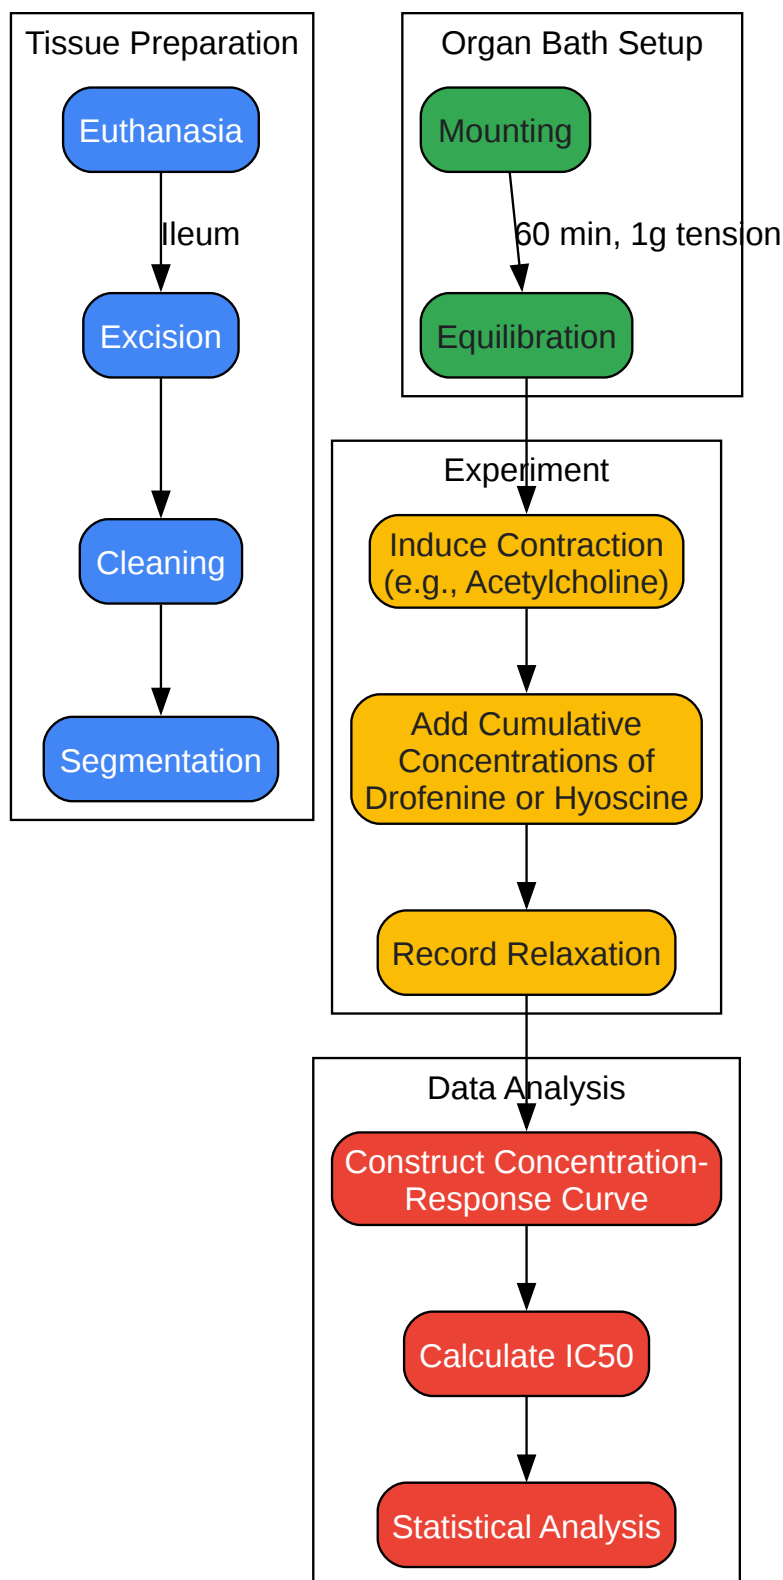 Tissue Preparation
Euthanasia
Ileum
Excision
Cleaning
Segmentation
Organ Bath Setup
Mounting
60 min, 1g tension
Equilibration
Experiment
Induce Contraction
(e.g., Acetylcholine)
Add Cumulative
Concentrations of
Drofenine or Hyoscine
Record Relaxation
Data Analysis
Construct Concentration-
Response Curve
Calculate IC50
Statistical Analysis